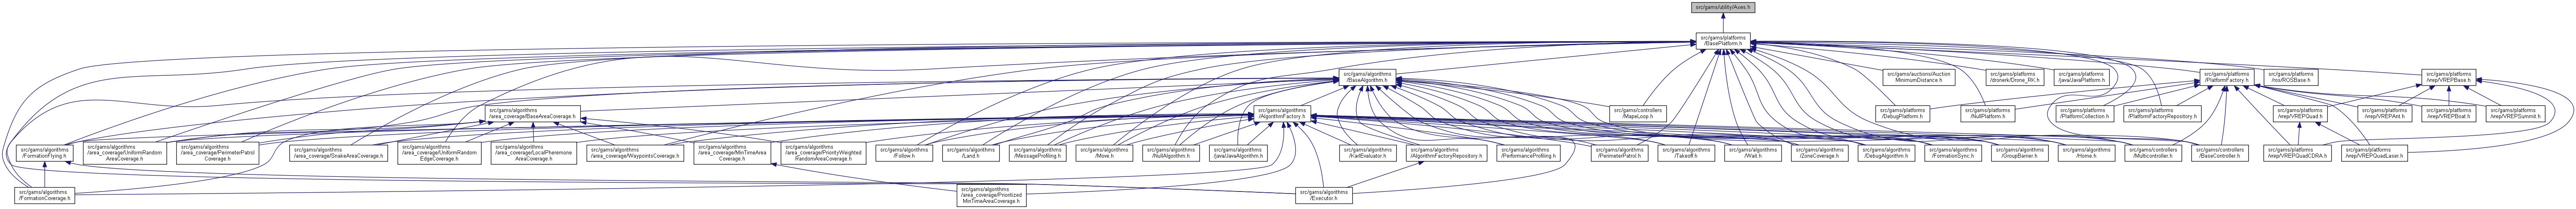 src/gams/utility/Axes.h
src/gams/platforms
/BasePlatform.h
src/gams/algorithms
/BaseAlgorithm.h
src/gams/auctions/Auction
MinimumDistance.h
src/gams/platforms
/dronerk/Drone_RK.h
src/gams/platforms
/java/JavaPlatform.h
src/gams/platforms
/PlatformFactory.h
src/gams/platforms
/ros/ROSBase.h
src/gams/platforms
/vrep/VREPBase.h
src/gams/algorithms
/area_coverage/BaseAreaCoverage.h
src/gams/algorithms
/AlgorithmFactory.h
src/gams/controllers
/MapeLoop.h
src/gams/platforms
/DebugPlatform.h
src/gams/platforms
/NullPlatform.h
src/gams/platforms
/PlatformCollection.h
src/gams/platforms
/PlatformFactoryRepository.h
src/gams/platforms
/vrep/VREPQuad.h
src/gams/platforms
/vrep/VREPAnt.h
src/gams/platforms
/vrep/VREPBoat.h
src/gams/platforms
/vrep/VREPSummit.h
src/gams/algorithms
/FormationFlying.h
src/gams/algorithms
/area_coverage/UniformRandom
AreaCoverage.h
src/gams/algorithms
/area_coverage/PerimeterPatrol
Coverage.h
src/gams/algorithms
/area_coverage/SnakeAreaCoverage.h
src/gams/algorithms
/area_coverage/UniformRandom
EdgeCoverage.h
src/gams/algorithms
/area_coverage/LocalPheremone
AreaCoverage.h
src/gams/algorithms
/area_coverage/WaypointsCoverage.h
src/gams/algorithms
/area_coverage/MinTimeArea
Coverage.h
src/gams/algorithms
/area_coverage/PriorityWeighted
RandomAreaCoverage.h
src/gams/algorithms
/Follow.h
src/gams/algorithms
/Land.h
src/gams/algorithms
/MessageProfiling.h
src/gams/algorithms
/Move.h
src/gams/algorithms
/NullAlgorithm.h
src/gams/algorithms
/java/JavaAlgorithm.h
src/gams/algorithms
/KarlEvaluator.h
src/gams/algorithms
/AlgorithmFactoryRepository.h
src/gams/algorithms
/PerformanceProfiling.h
src/gams/algorithms
/PerimeterPatrol.h
src/gams/algorithms
/Takeoff.h
src/gams/algorithms
/Wait.h
src/gams/algorithms
/ZoneCoverage.h
src/gams/algorithms
/DebugAlgorithm.h
src/gams/algorithms
/FormationSync.h
src/gams/algorithms
/GroupBarrier.h
src/gams/algorithms
/Home.h
src/gams/controllers
/Multicontroller.h
src/gams/controllers
/BaseController.h
src/gams/platforms
/vrep/VREPQuadCDRA.h
src/gams/platforms
/vrep/VREPQuadLaser.h
src/gams/algorithms
/FormationCoverage.h
src/gams/algorithms
/area_coverage/Prioritized
MinTimeAreaCoverage.h
src/gams/algorithms
/Executor.h